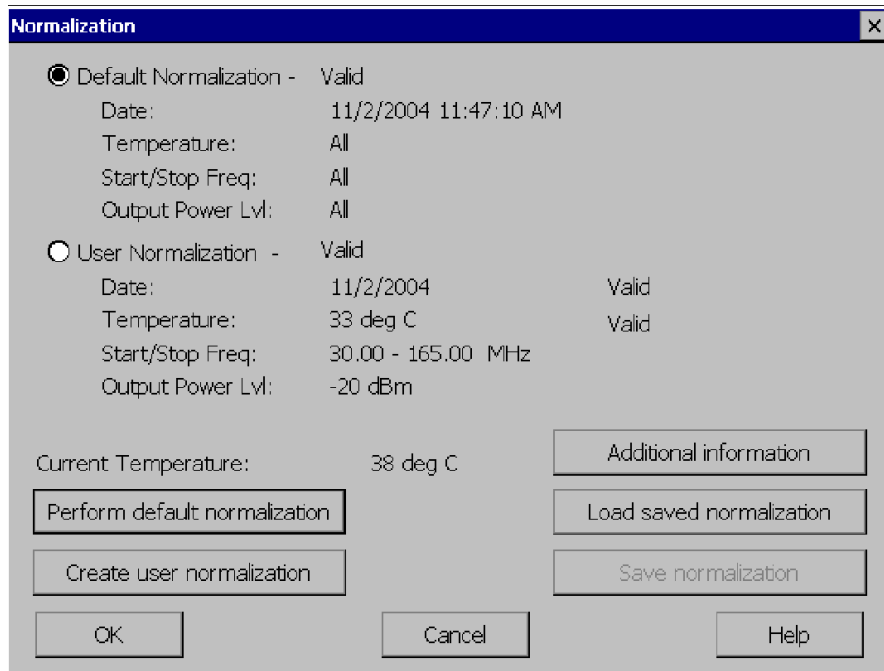 Normalization
Default Normalization - Valid
Date: 11/2/2004 11:47:10 AM
Temperature: All
Start/Stop Freq: All
Output Power Lvl: All
User Normalization - Valid
Date: 11/2/2004 Valid
Temperature: 33 deg C Valid
Start/Stop Freq: 30.00 - 165.00 MHz
Output Power Lvl: -20 dBm
Current Temperature: 38 deg C
Additional information
Perform default normalization
Load saved normalization
Create user normalization
Save normalization
OK
Cancel
Help